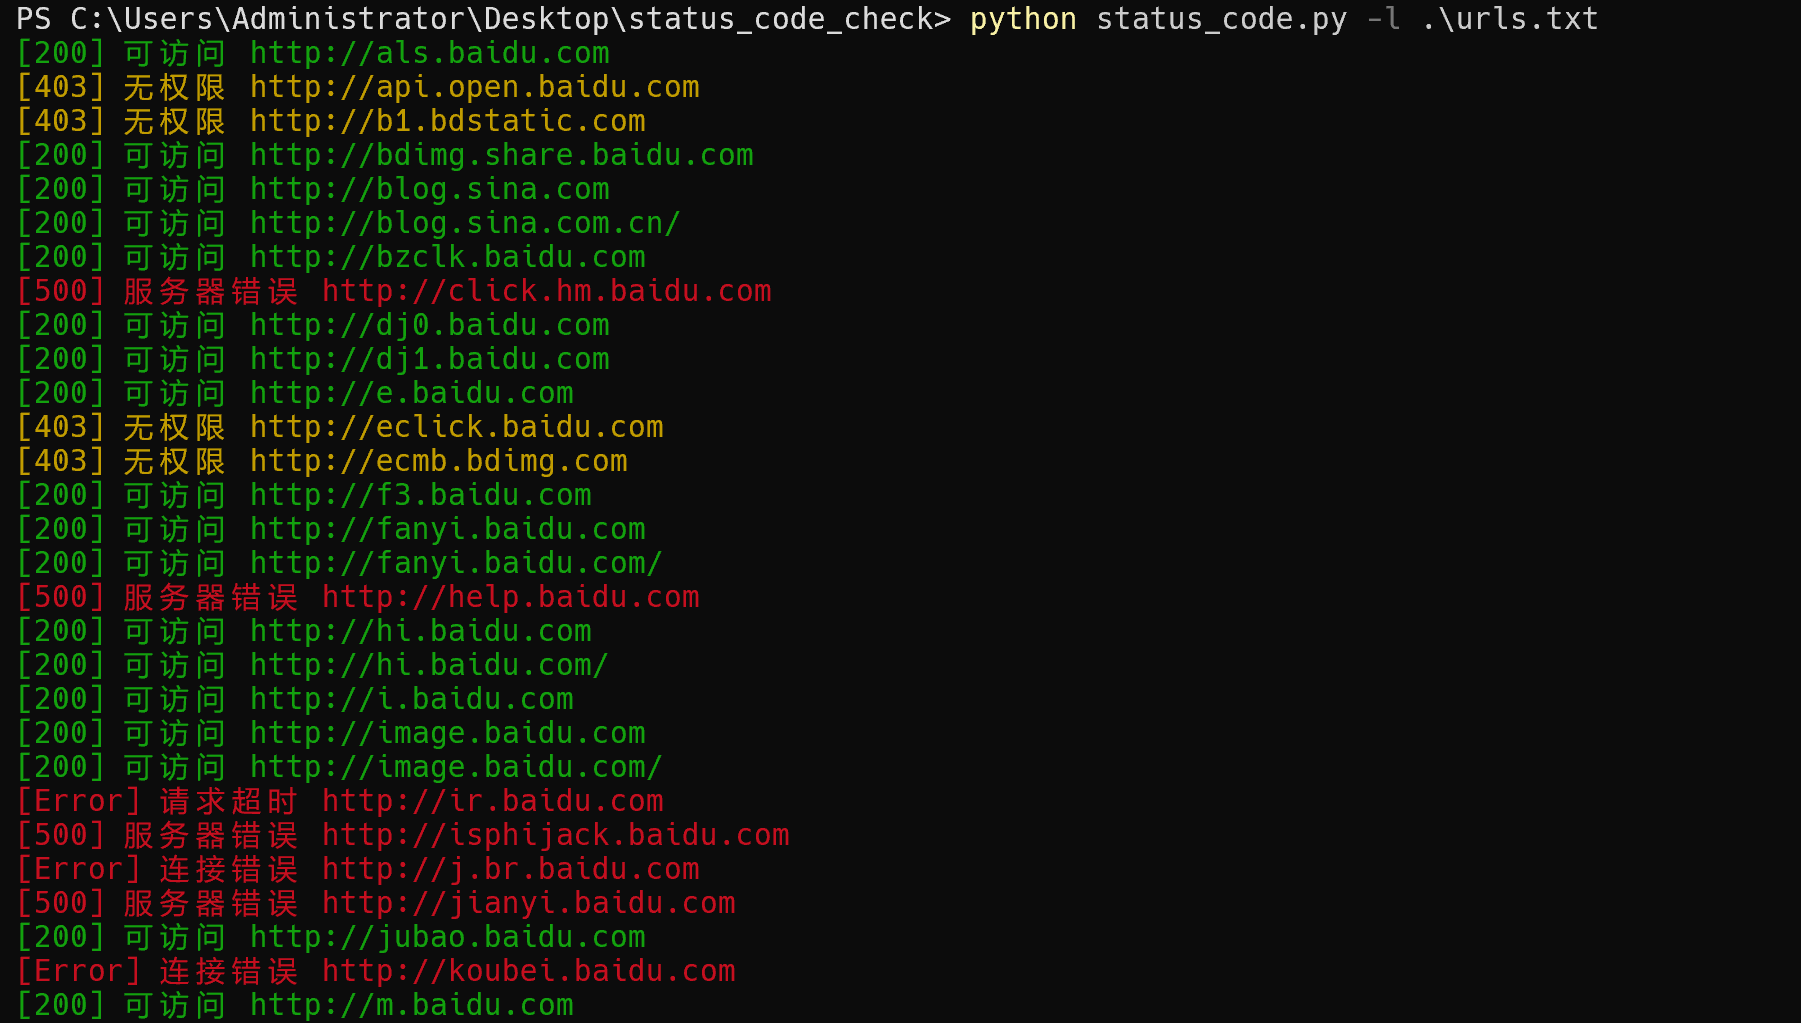 PS C:\Users\Administrator\Desktop\status_code_check> python status_code.py -l .\urls.txt
[200] 可访问 http://als.baidu.com
[403] 无权限 http://api.open.baidu.com
[403] 无权限 http://b1.bdstatic.com
[200] 可访问 http://bdimg.share.baidu.com
[200] 可访问 http://blog.sina.com
[200] 可访问 http://blog.sina.com.cn/
[200] 可访问 http://bzclk.baidu.com
[500] 服务器错误 http://click.hm.baidu.com
[200] 可访问 http://dj0.baidu.com
[200] 可访问 http://dj1.baidu.com
[200] 可访问 http://e.baidu.com
[403] 无权限 http://eclick.baidu.com
[403] 无权限 http://ecmb.bdimg.com
[200] 可访问 http://f3.baidu.com
[200] 可访问 http://fanyi.baidu.com
[200] 可访问 http://fanyi.baidu.com/
[500] 服务器错误 http://help.baidu.com
[200] 可访问 http://hi.baidu.com
[200] 可访问 http://hi.baidu.com/
[200] 可访问 http://i.baidu.com
[200] 可访问 http://image.baidu.com
[200] 可访问 http://image.baidu.com/
[Error] 请求超时 http://ir.baidu.com
[500] 服务器错误 http://isphijack.baidu.com
[Error] 连接错误 http://j.br.baidu.com
[500] 服务器错误 http://jianyi.baidu.com
[200] 可访问 http://jubao.baidu.com
[Error] 连接错误 http://koubei.baidu.com
[200] 可访问 http://m.baidu.com